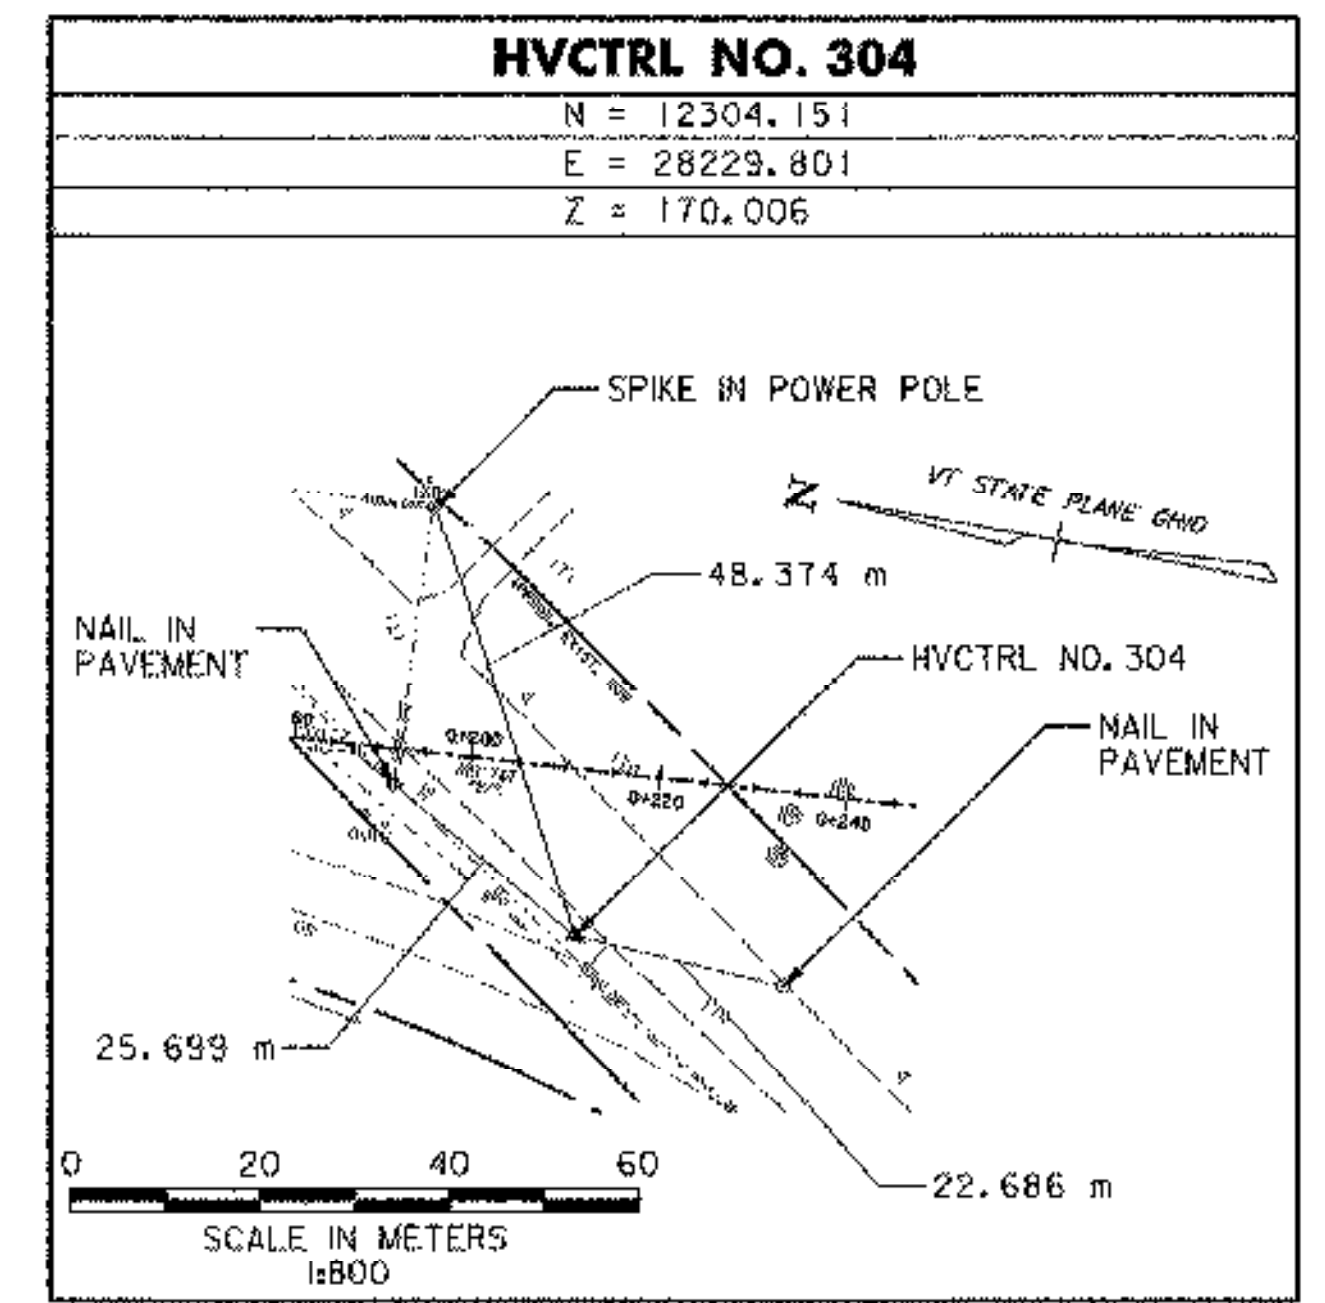 HVCTRL NO. 304
N = 12304.151
E = 28229.801
Z = 170.006
SPIKE IN POWER POLE
VT STATE PLANE GRID
Z
48.374 m
NAIL IN
PAVEMENT
HVCTRL NO. 304
NAIL IN
PAVEMENT
EXIST. ROW
0+200
0+220
0+240
25.699 m
22.686 m
0 20 40 60
SCALE IN METERS
1:800